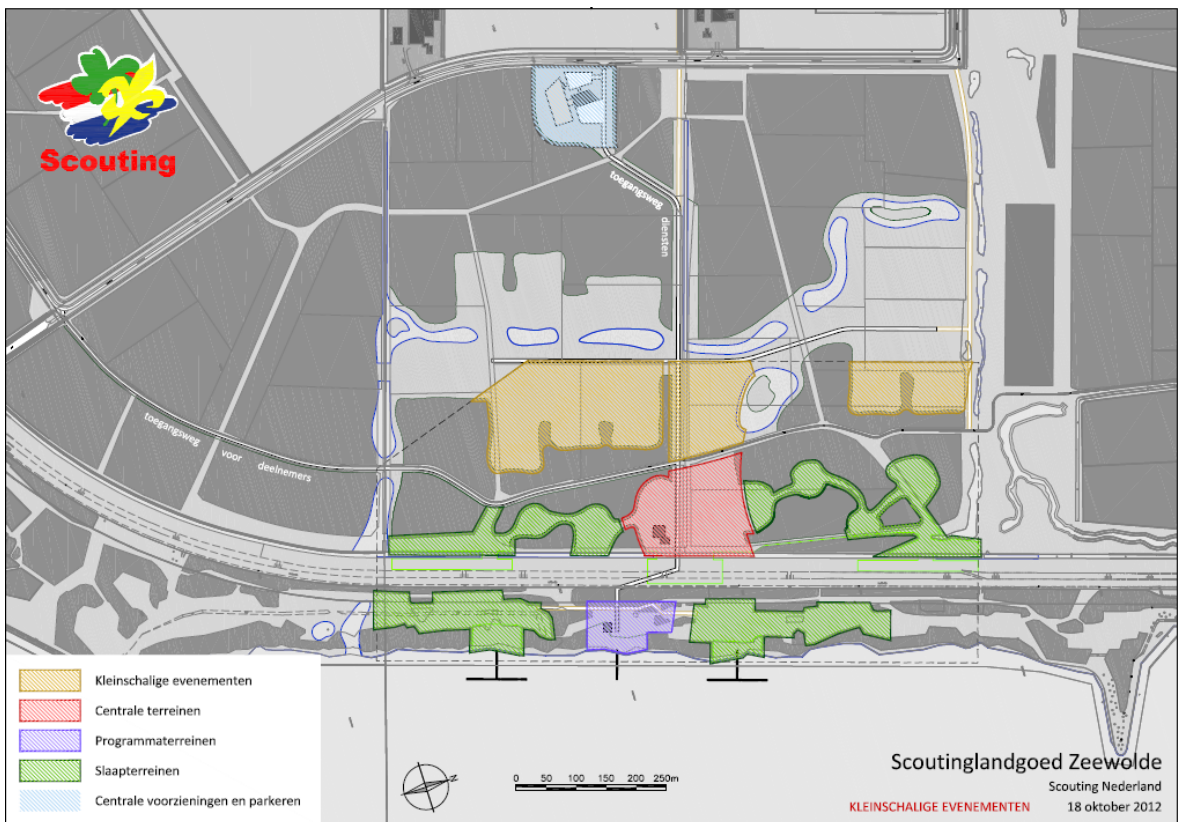 Scouting
toegangsweg
diensten
toegangsweg
voor deelnemers
Kleinschalige evenementen
Centrale terreinen
Programmaterreinen
Slaapterreinen
Centrale voorzieningen en parkeren
N
0 50 100 150 200 250m
Scoutinglandgoed Zeewolde
Scouting Nederland
KLEINSCHALIGE EVENEMENTEN 18 oktober 2012